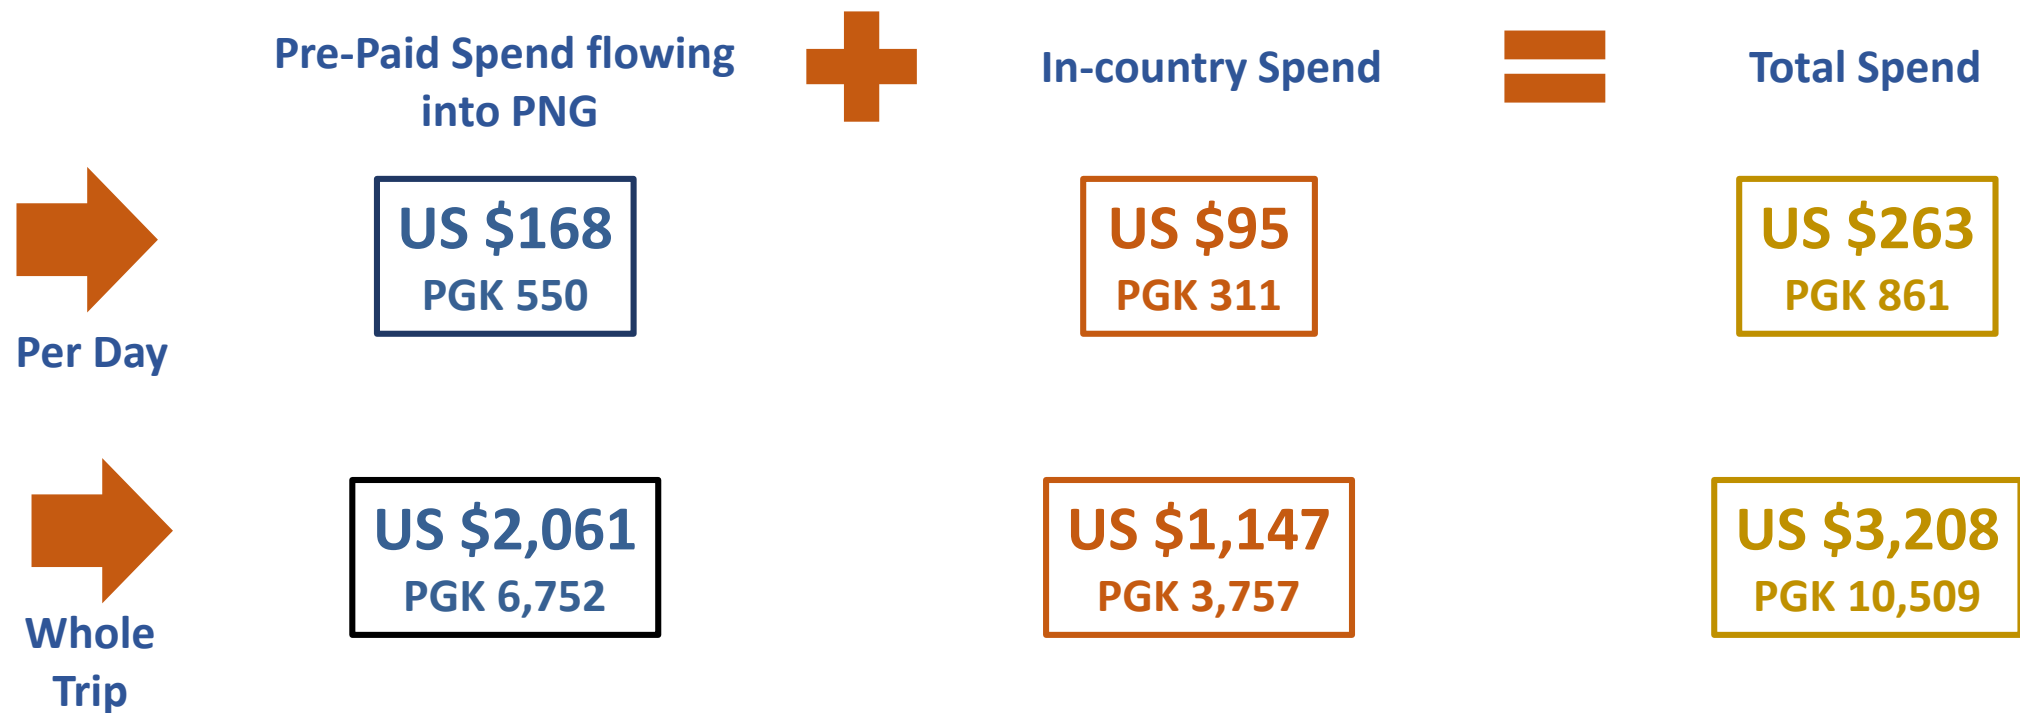 Pre-Paid Spend flowing
into PNG
In-country Spend
Total Spend
Per Day
US $168
PGK 550
US $95
PGK 311
US $263
PGK 861
Whole
Trip
US $2,061
PGK 6,752
US $1,147
PGK 3,757
US $3,208
PGK 10,509